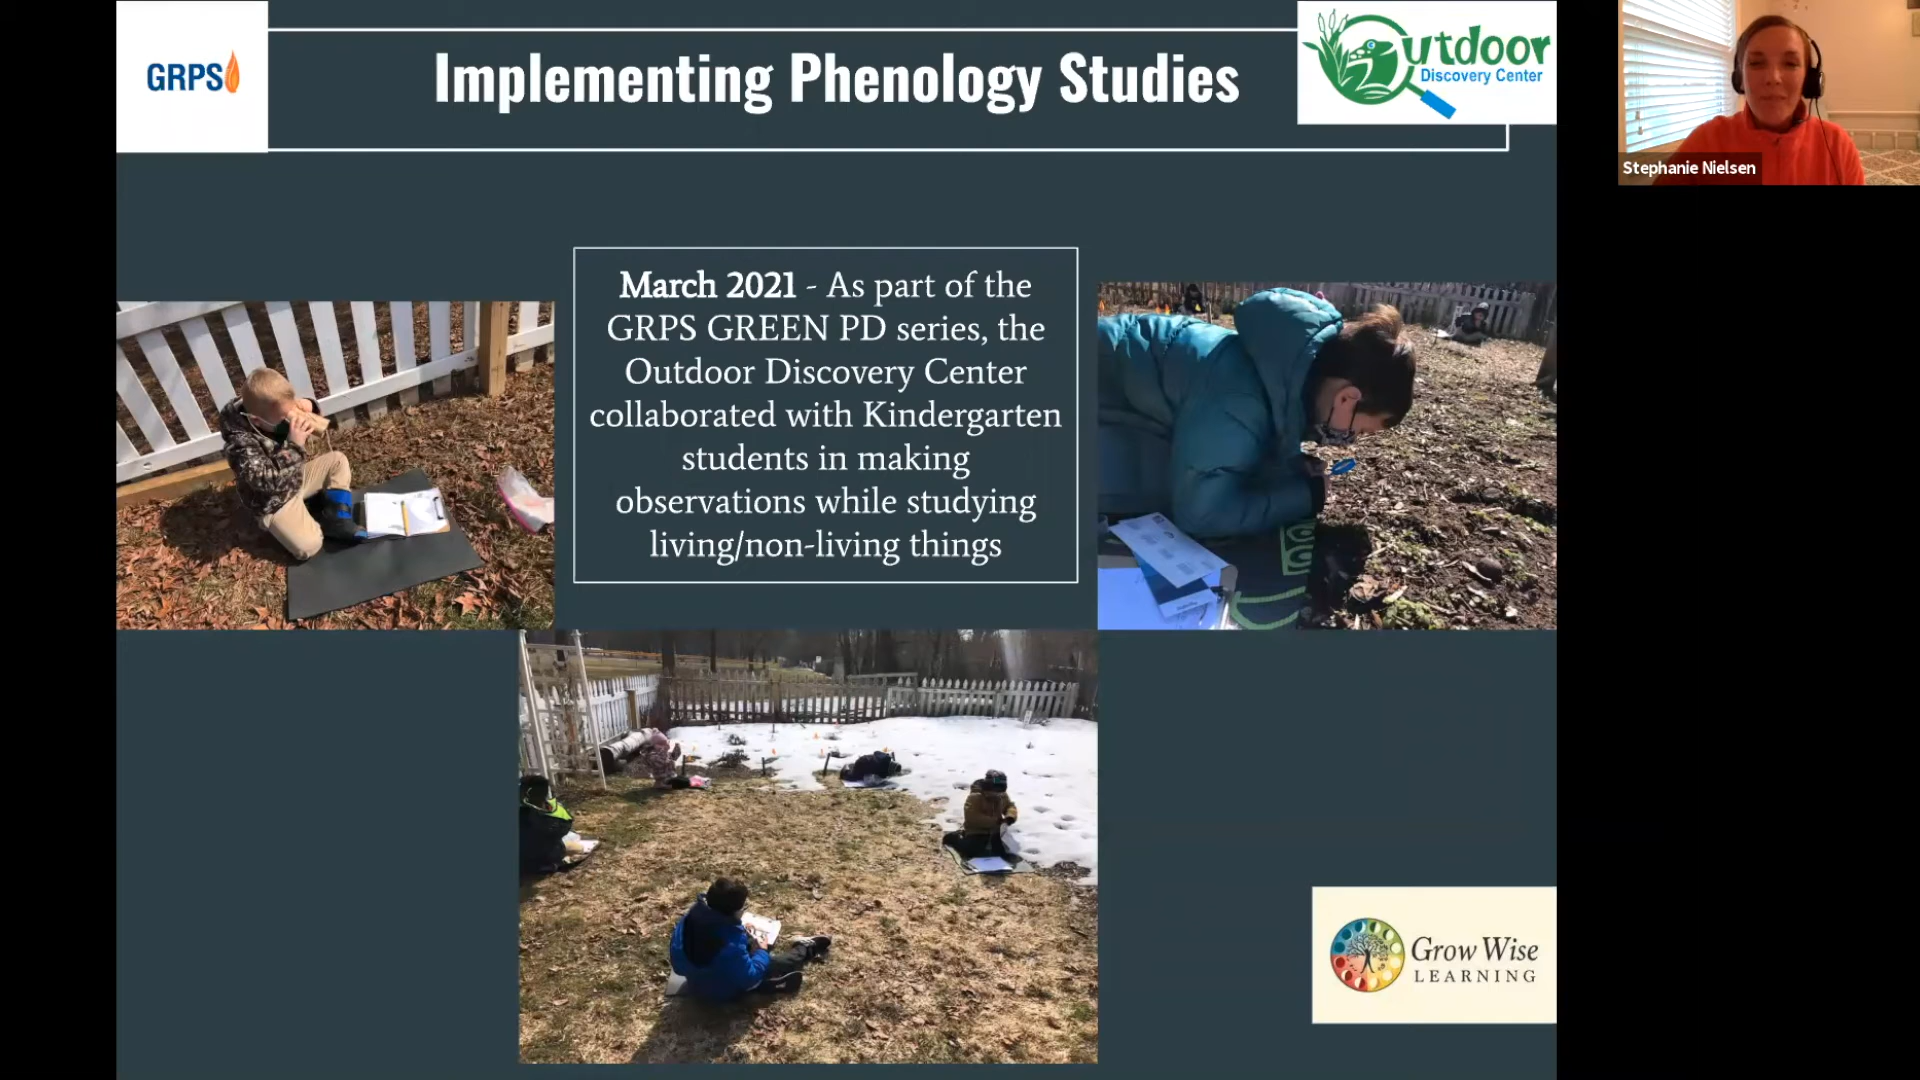 GRPS
Implementing Phenology Studies
Outdoor
Discovery Center
Stephanie Nielsen
March 2021 - As part of the
GRPS GREEN PD series, the
Outdoor Discovery Center
collaborated with Kindergarten
students in making
observations while studying
living/non-living things
Grow Wise
LEARNING